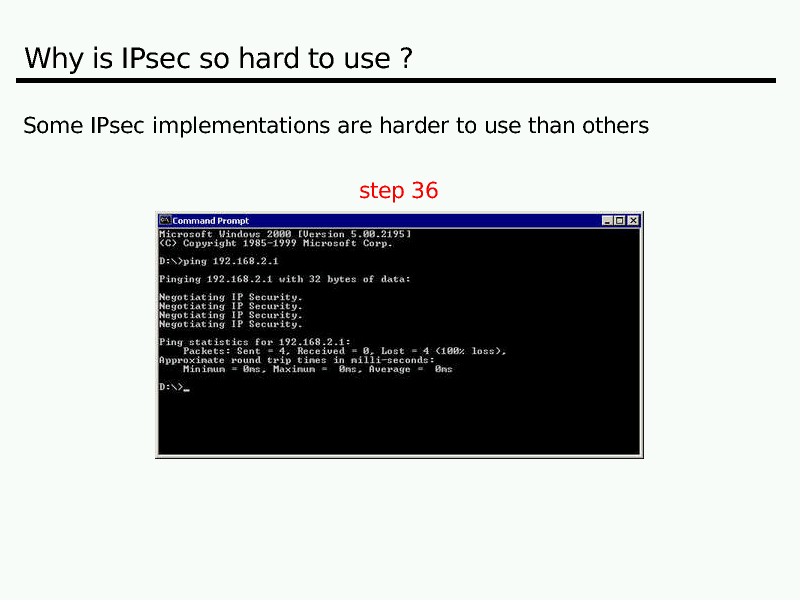 Why is IPsec so hard to use ?
Some IPsec implementations are harder to use than others
step 36
Command Prompt
Microsoft Windows 2000 [Version 5.00.2195]
(C) Copyright 1985-1999 Microsoft Corp.
D:\>ping 192.168.2.1
Pinging 192.168.2.1 with 32 bytes of data:
Negotiating IP Security.
Negotiating IP Security.
Negotiating IP Security.
Negotiating IP Security.
Ping statistics for 192.168.2.1:
Packets: Sent = 4, Received = 0, Lost = 4 (100% loss),
Approximate round trip times in milli-seconds:
Minimum = 0ms, Maximum =  0ms, Average =  0ms
D:\>_